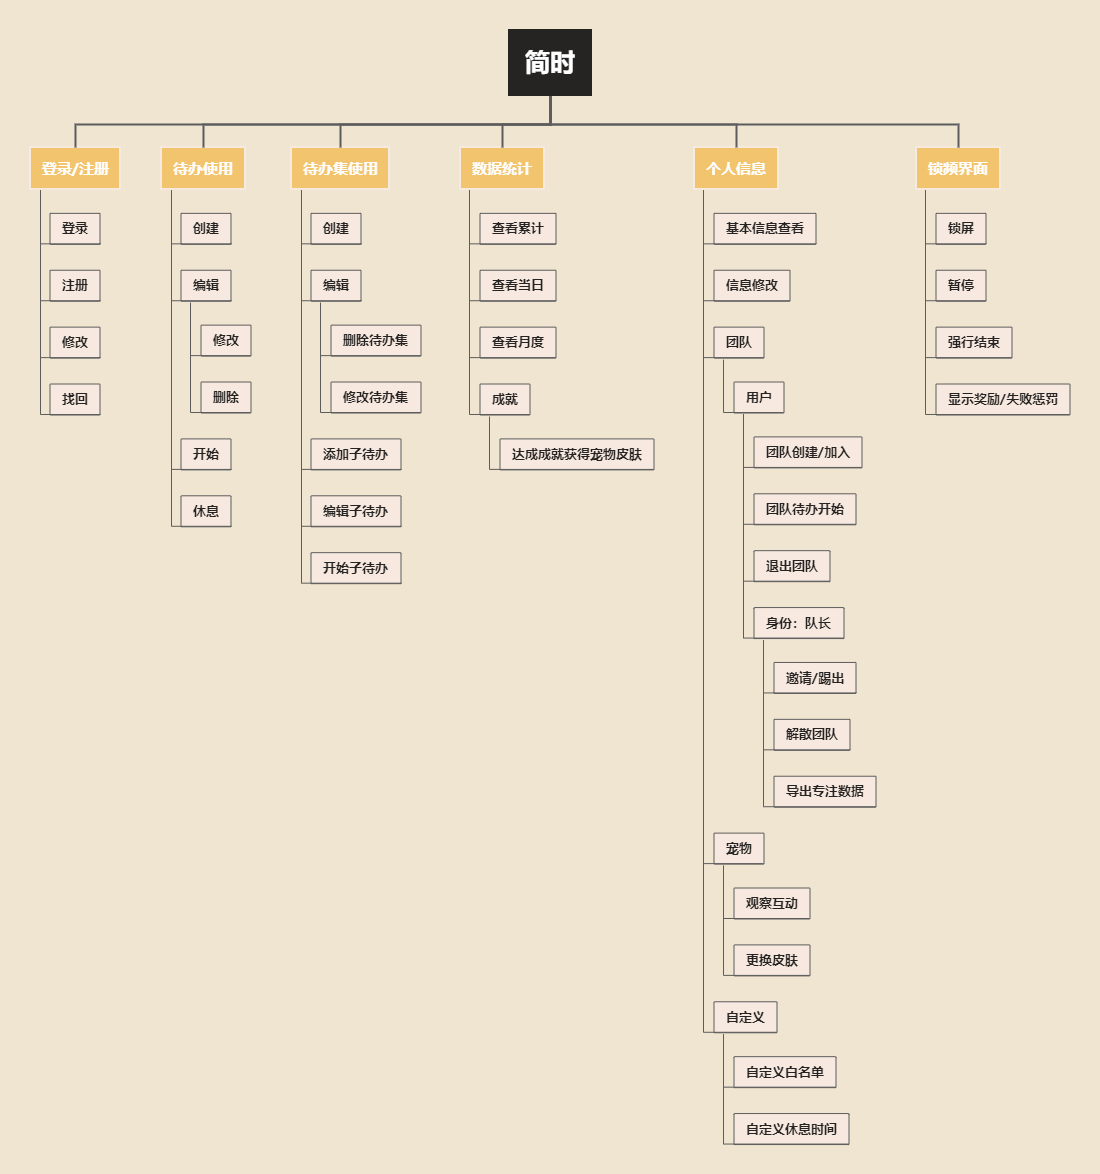 简时
登录/注册
登录
注册
修改
找回
待办使用
创建
编辑
修改
删除
开始
休息
待办集使用
创建
编辑
删除待办集
修改待办集
添加子待办
编辑子待办
开始子待办
数据统计
查看累计
查看当日
查看月度
成就
达成成就获得宠物皮肤
个人信息
基本信息查看
信息修改
团队
用户
团队创建/加入
团队待办开始
退出团队
身份：队长
邀请/踢出
解散团队
导出专注数据
宠物
观察互动
更换皮肤
自定义
自定义白名单
自定义休息时间
锁频界面
锁屏
暂停
强行结束
显示奖励/失败惩罚